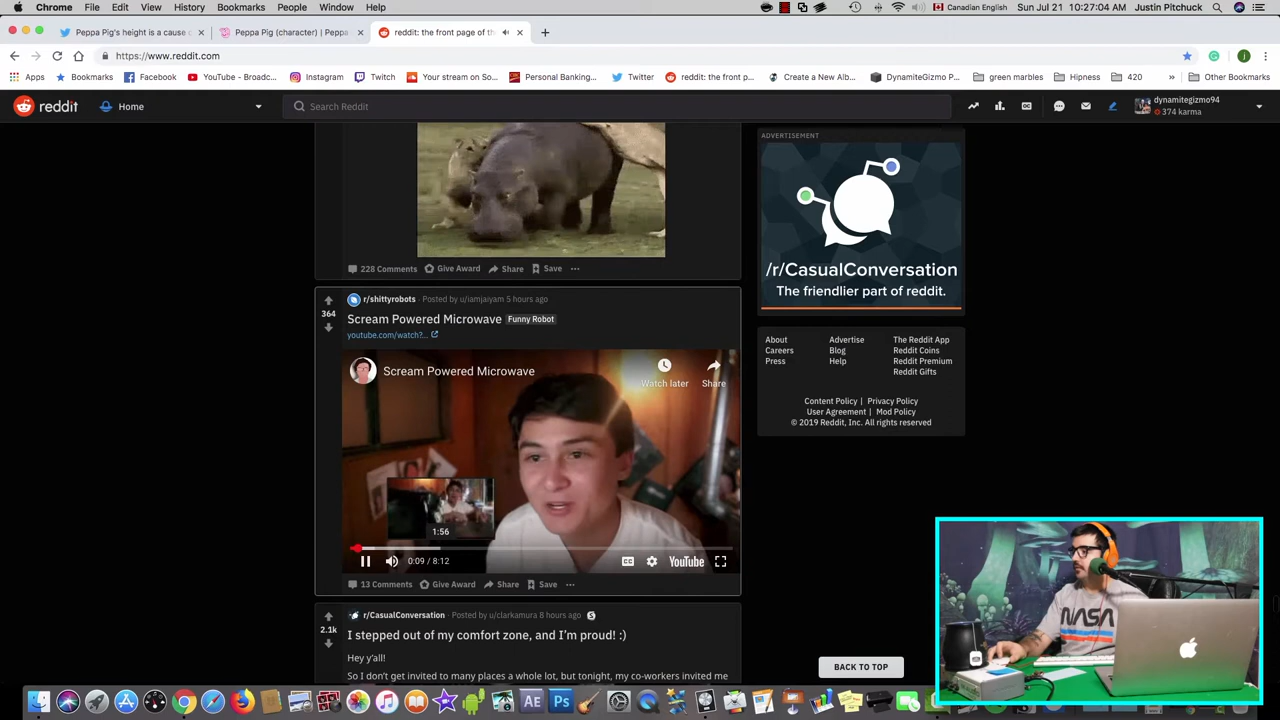 Chrome File Edit View History Bookmarks People Window Help
Canadian English Sun Jul 21 10:27:04 AM Justin Pitchuck
Peppa Pig's height is a cause c
Peppa Pig (character) | Peppa
reddit: the front page of th
https://www.reddit.com
Apps Bookmarks Facebook YouTube - Broadc... Instagram Twitch Your stream on So... Personal Banking... Twitter reddit: the front p... Create a New Alb... DynamiteGizmo P... green marbles Hipness 420 » Other Bookmarks
reddit Home Search Reddit
dynamitegizmo94
374 karma
228 Comments Give Award Share Save
364
r/shittyrobots · Posted by u/iamjaiyam 5 hours ago
Scream Powered Microwave Funny Robot
youtube.com/watch?...
Scream Powered Microwave
Watch later Share
1:56
0:09 / 8:12 CC YouTube
13 Comments Give Award Share Save
2.1k
r/CasualConversation · Posted by u/clarkamura 8 hours ago
I stepped out of my comfort zone, and I'm proud! :)
Hey y'all!
So I don't get invited to many places a whole lot, but tonight, my co-workers invited me
ADVERTISEMENT
/r/CasualConversation
The friendlier part of reddit.
About Advertise The Reddit App
Careers Blog Reddit Coins
Press Help Reddit Premium
Reddit Gifts
Content Policy | Privacy Policy
User Agreement | Mod Policy
© 2019 Reddit, Inc. All rights reserved
BACK TO TOP
NASA
Ae Ps